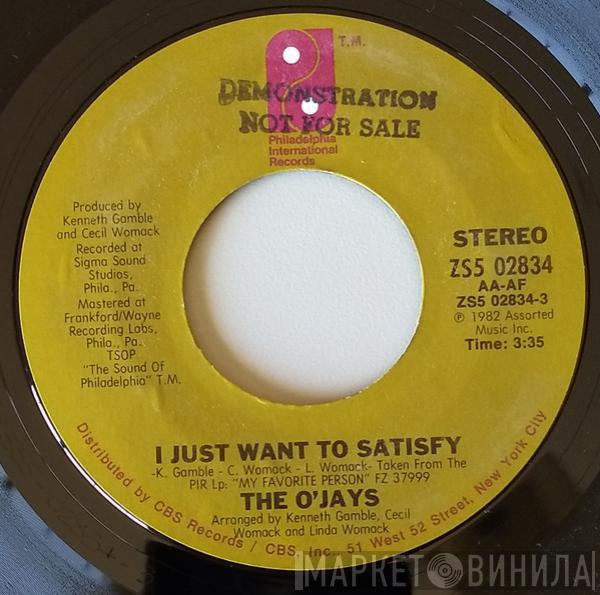 T.M.
DEMONSTRATION
NOT FOR SALE
Philadelphia
International
Records
Produced by
Kenneth Gamble
and Cecil Womack
Recorded at
Sigma Sound
Studios,
Phila., Pa.
Mastered at
Frankford/Wayne
Recording Labs,
Phila., Pa.
TSOP
"The Sound Of
Philadelphia" T.M.
STEREO
ZS5 02834
AA-AF
ZS5 02834-3
℗ 1982 Assorted
Music Inc.
Time: 3:35
I JUST WANT TO SATISFY
-K. Gamble - C. Womack - L. Womack- Taken From The
PIR Lp: "MY FAVORITE PERSON" FZ 37999
THE O'JAYS
Arranged by Kenneth Gamble, Cecil
Womack and Linda Womack
Distributed by CBS Records / CBS, Inc. 51 West 52 Street, New York City
МАРКЕТ ВИНИЛА